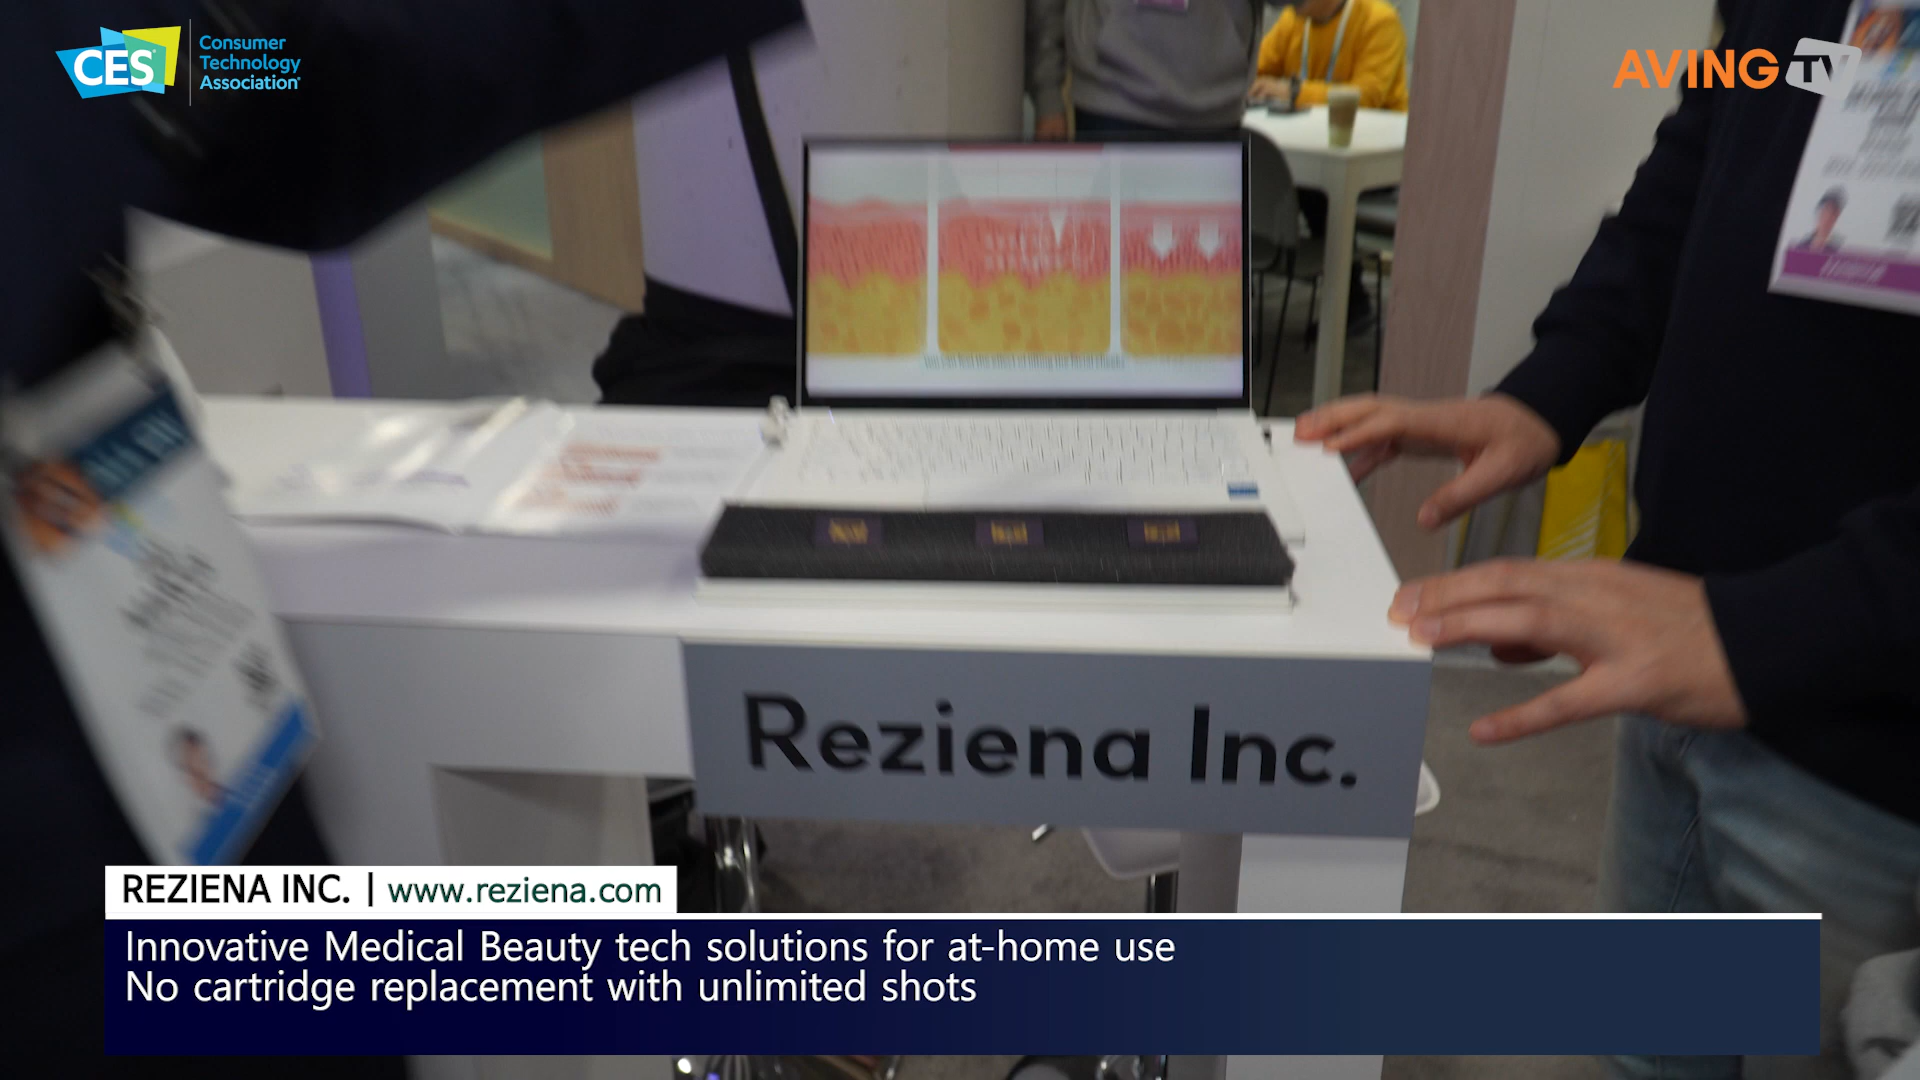 CES
Consumer
Technology
Association
AVING TV
Reziena Inc.
REZIENA INC. | www.reziena.com
Innovative Medical Beauty tech solutions for at-home use
No cartridge replacement with unlimited shots